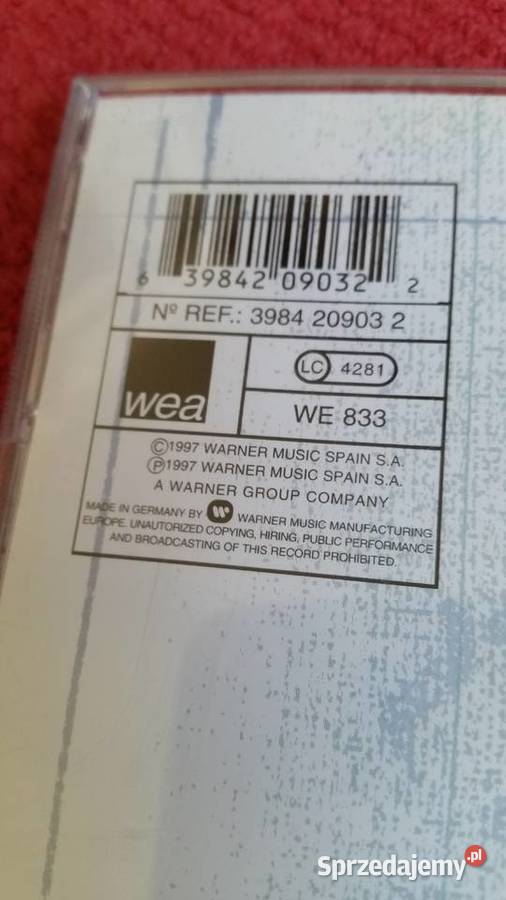 6 39842 09032 2
Nº REF.: 3984 20903 2
wea
LC 4281
WE 833
©1997 WARNER MUSIC SPAIN S.A.
℗1997 WARNER MUSIC SPAIN S.A.
A WARNER GROUP COMPANY
MADE IN GERMANY BY WARNER MUSIC MANUFACTURING
EUROPE. UNAUTORIZED COPYING, HIRING, PUBLIC PERFORMANCE
AND BROADCASTING OF THIS RECORD PROHIBITED.
Sprzedajemy.pl